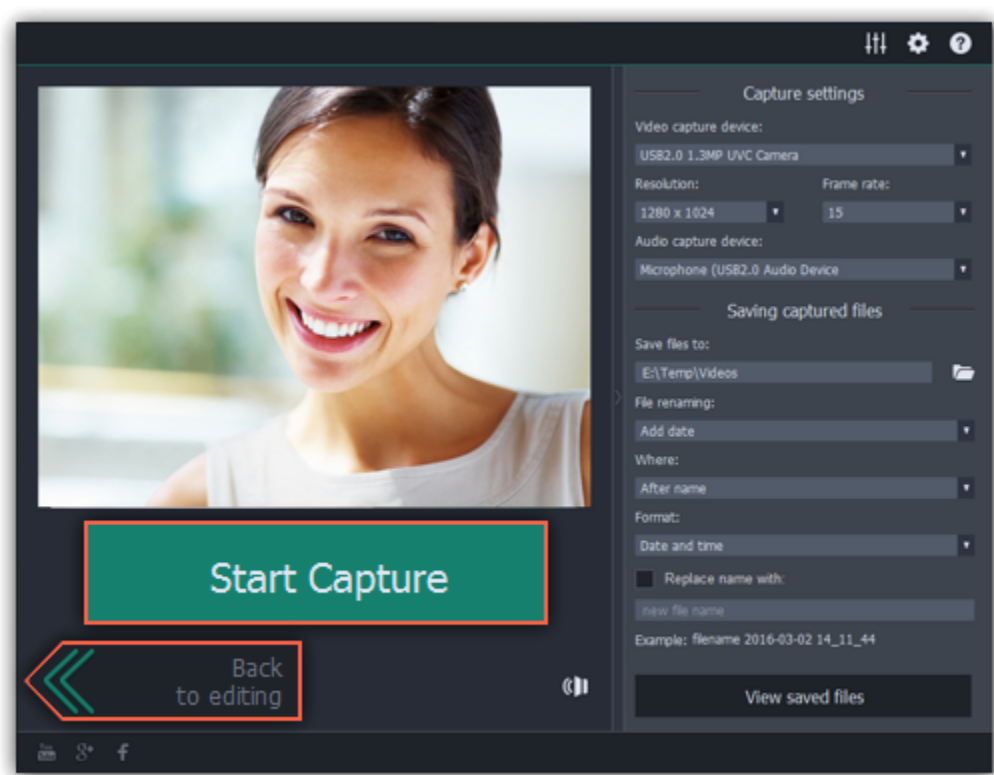 Capture settings
Video capture device:
USB2.0 1.3MP UVC Camera
Resolution: Frame rate:
1280 x 1024 15
Audio capture device:
Microphone (USB2.0 Audio Device
Saving captured files
Save files to:
E:\Temp\Videos
File renaming:
Add date
Where:
After name
Format:
Date and time
Replace name with:
new file name
Example: filename 2016-03-02 14_11_44
View saved files
Start Capture
Back
to editing